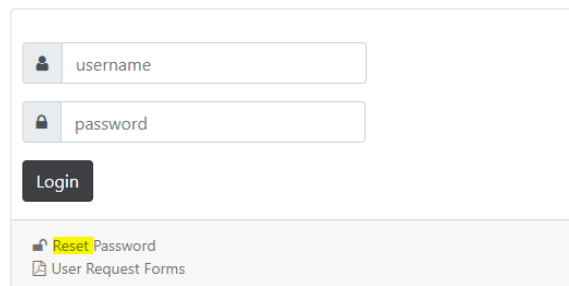 username
password
Login
Reset Password
User Request Forms